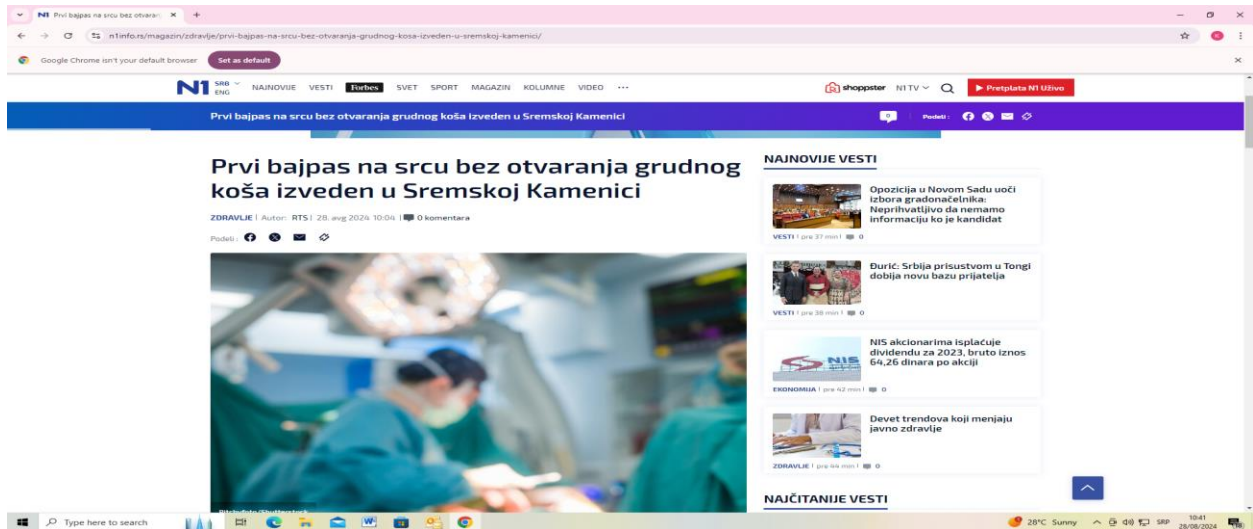 N1 Prvi bajpas na srcu bez otvaran
n1info.rs/magazin/zdravlje/prvi-bajpas-na-srcu-bez-otvaranja-grudnog-kosa-izveden-u-sremskoj-kamenici/
Google Chrome isn't your default browser Set as default
N1 SRB ENG NAJNOVIJE VESTI Forbes SVET SPORT MAGAZIN KOLUMNE VIDEO ... shoppster N1 TV Pretplata N1 Uživo
Prvi bajpas na srcu bez otvaranja grudnog koša izveden u Sremskoj Kamenici 0 Podeli:
Prvi bajpas na srcu bez otvaranja grudnog
koša izveden u Sremskoj Kamenici
ZDRAVLJE | Autor: RTS | 28. avg 2024 10:04 | 0 komentara
Podeli:
Ritchyfoto/Shutterstock
NAJNOVIJE VESTI
Opozicija u Novom Sadu uoči
izbora gradonačelnika:
Neprihvatljivo da nemamo
informaciju ko je kandidat
VESTI | pre 37 min | 0
Đurić: Srbija prisustvom u Tongi
dobija novu bazu prijatelja
VESTI | pre 38 min | 0
NIS
NIS akcionarima isplaćuje
dividendu za 2023, bruto iznos
64,26 dinara po akciji
EKONOMIJA | pre 42 min | 0
Devet trendova koji menjaju
javno zdravlje
ZDRAVLJE | pre 44 min | 0
NAJČITANIJE VESTI
Type here to search 28°C Sunny SRP 10:41
28/08/2024